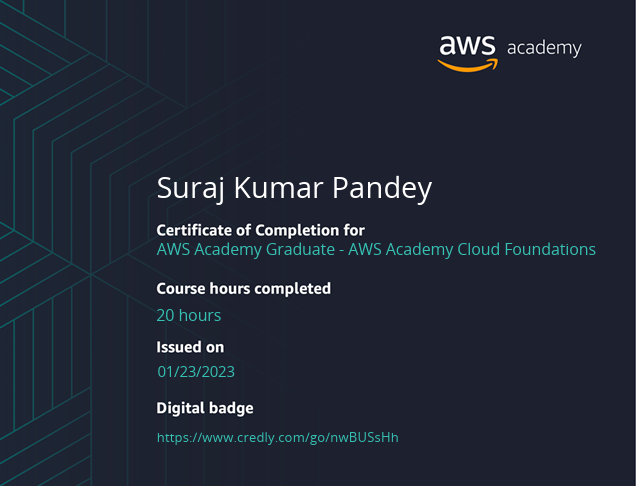 aws academy
Suraj Kumar Pandey
Certificate of Completion for
AWS Academy Graduate - AWS Academy Cloud Foundations
Course hours completed
20 hours
Issued on
01/23/2023
Digital badge
https://www.credly.com/go/nwBUSsHh